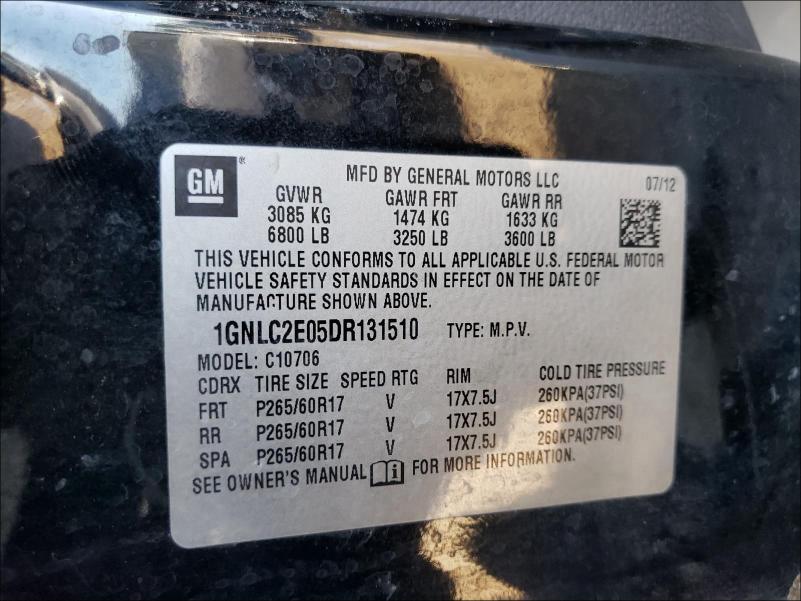 GM ®
MFD BY GENERAL MOTORS LLC 07/12
GVWR GAWR FRT GAWR RR
3085 KG 1474 KG 1633 KG
6800 LB 3250 LB 3600 LB
THIS VEHICLE CONFORMS TO ALL APPLICABLE U.S. FEDERAL MOTOR
VEHICLE SAFETY STANDARDS IN EFFECT ON THE DATE OF
MANUFACTURE SHOWN ABOVE.
1GNLC2E05DR131510 TYPE: M.P.V.
MODEL: C10706
CDRX TIRE SIZE SPEED RTG RIM COLD TIRE PRESSURE
FRT P265/60R17 V 17X7.5J 260KPA(37PSI)
RR P265/60R17 V 17X7.5J 260KPA(37PSI)
SPA P265/60R17 V 17X7.5J 260KPA(37PSI)
SEE OWNER'S MANUAL i FOR MORE INFORMATION.